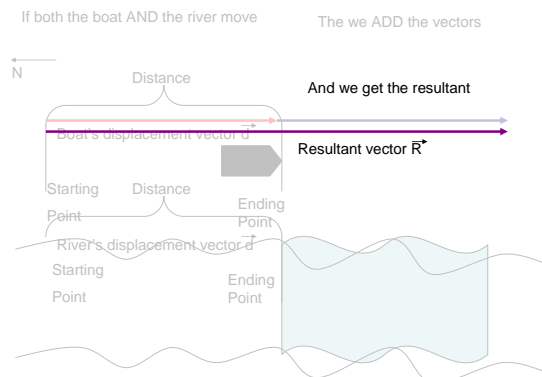 If both the boat AND the river move
The we ADD the vectors
N
Distance
And we get the resultant
Boat's displacement vector d
Resultant vector R
Starting
Point
Distance
Ending
Point
River's displacement vector d
Starting
Point
Ending
Point